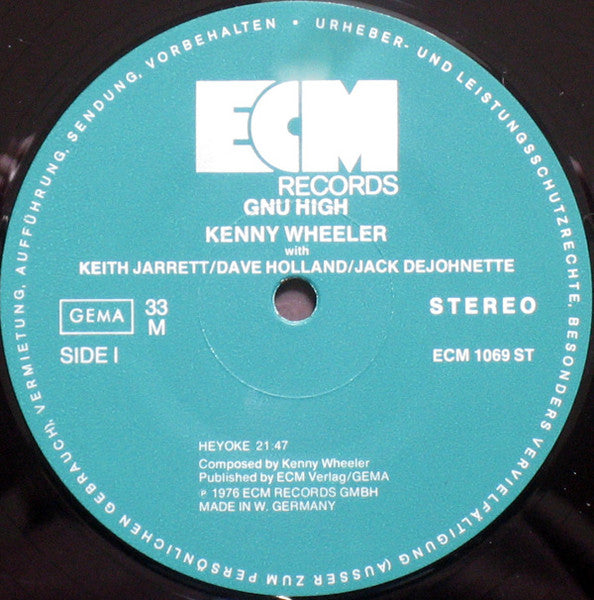 URHEBER- UND LEISTUNGSSCHUTZRECHTE, BESONDERS VERVIELFÄLTIGUNG (AUSSER ZUM PERSÖNLICHEN GEBRAUCH), VERMIETUNG, AUFFÜHRUNG, SENDUNG, VORBEHALTEN •
ECM
RECORDS
GNU HIGH
KENNY WHEELER
with
KEITH JARRETT/DAVE HOLLAND/JACK DEJOHNETTE
GEMA
33
M
STEREO
SIDE I
ECM 1069 ST
HEYOKE 21:47
Composed by Kenny Wheeler
Published by ECM Verlag/GEMA
℗ 1976 ECM RECORDS GMBH
MADE IN W. GERMANY